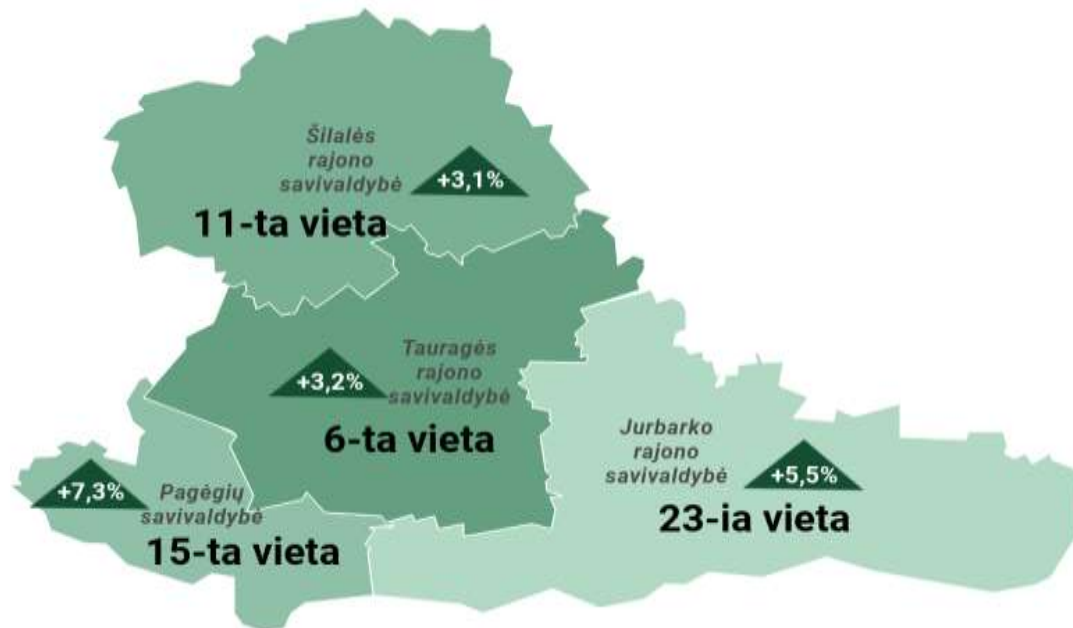 Šilalės
rajono
savivaldybė
+3,1%
11-ta vieta
Tauragės
rajono
savivaldybė
+3,2%
6-ta vieta
Jurbarko
rajono
savivaldybė
+5,5%
23-ia vieta
+7,3%
Pagėgių
savivaldybė
15-ta vieta